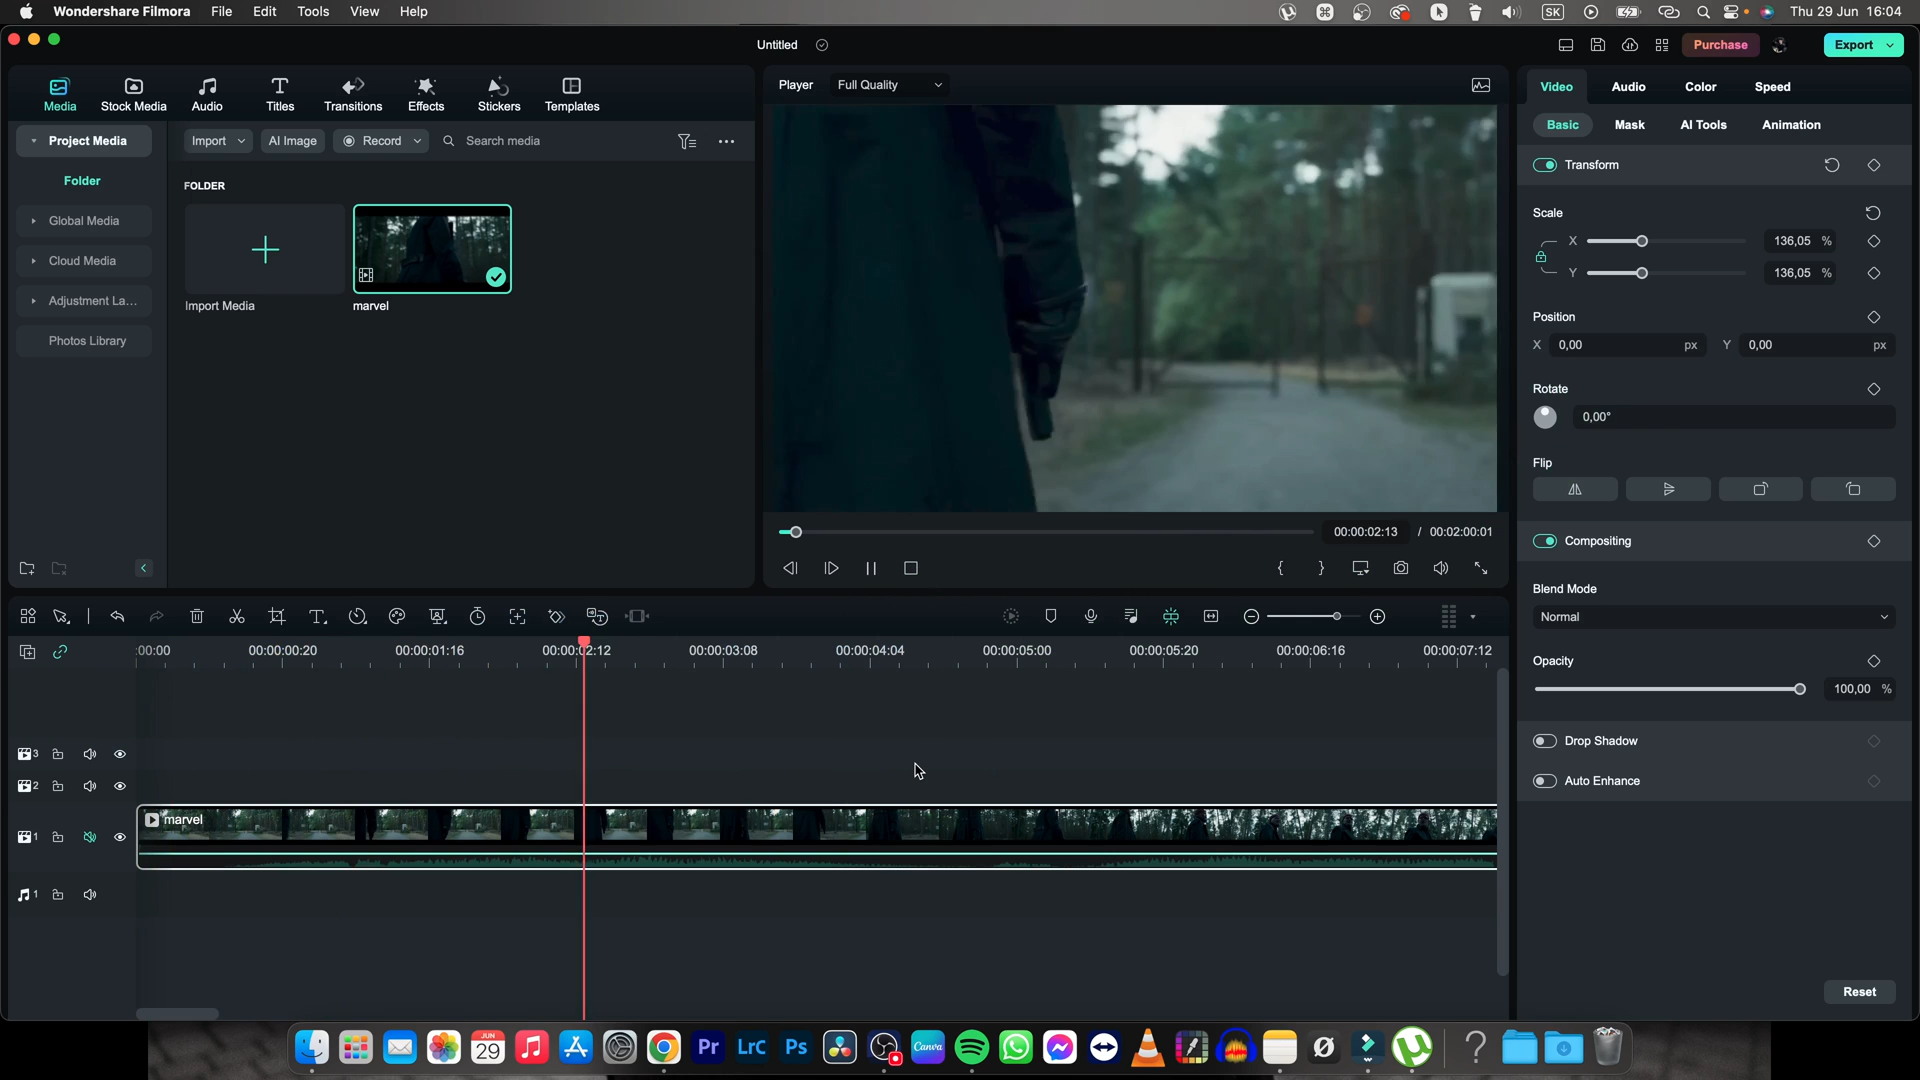 Wondershare Filmora File Edit Tools View Help SK Thu 29 Jun 16:04
Untitled Purchase Export
Media Stock Media Audio Titles Transitions Effects Stickers Templates
Player Full Quality
Video Audio Color Speed
Project Media Import AI Image Record Search media
Basic Mask AI Tools Animation
Folder
FOLDER
Transform
Global Media
Scale
X 136,05 %
Cloud Media
Y 136,05 %
Adjustment La...
Import Media marvel
Position
Photos Library
X 0,00 px Y 0,00 px
Rotate
0,00°
Flip
00:00:02:13 / 00:02:00:01
Compositing
Blend Mode
Normal
:00:00 00:00:00:20 00:00:01:16 00:00:02:12 00:00:03:08 00:00:04:04 00:00:05:00 00:00:05:20 00:00:06:16 00:00:07:12
Opacity
100,00 %
3
Drop Shadow
2
Auto Enhance
marvel
1
1
Reset
JUN
29 Pr LrC Ps Canva